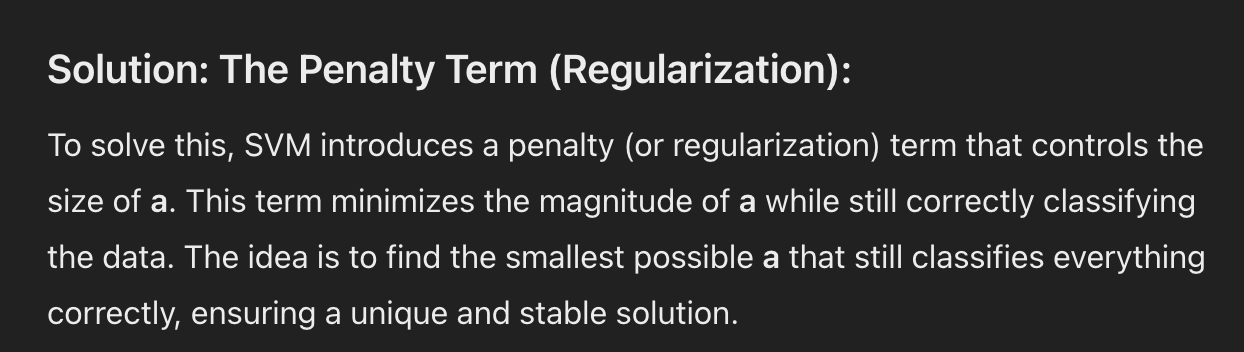 Solution: The Penalty Term (Regularization):
To solve this, SVM introduces a penalty (or regularization) term that controls the
size of a. This term minimizes the magnitude of a while still correctly classifying
the data. The idea is to find the smallest possible a that still classifies everything
correctly, ensuring a unique and stable solution.